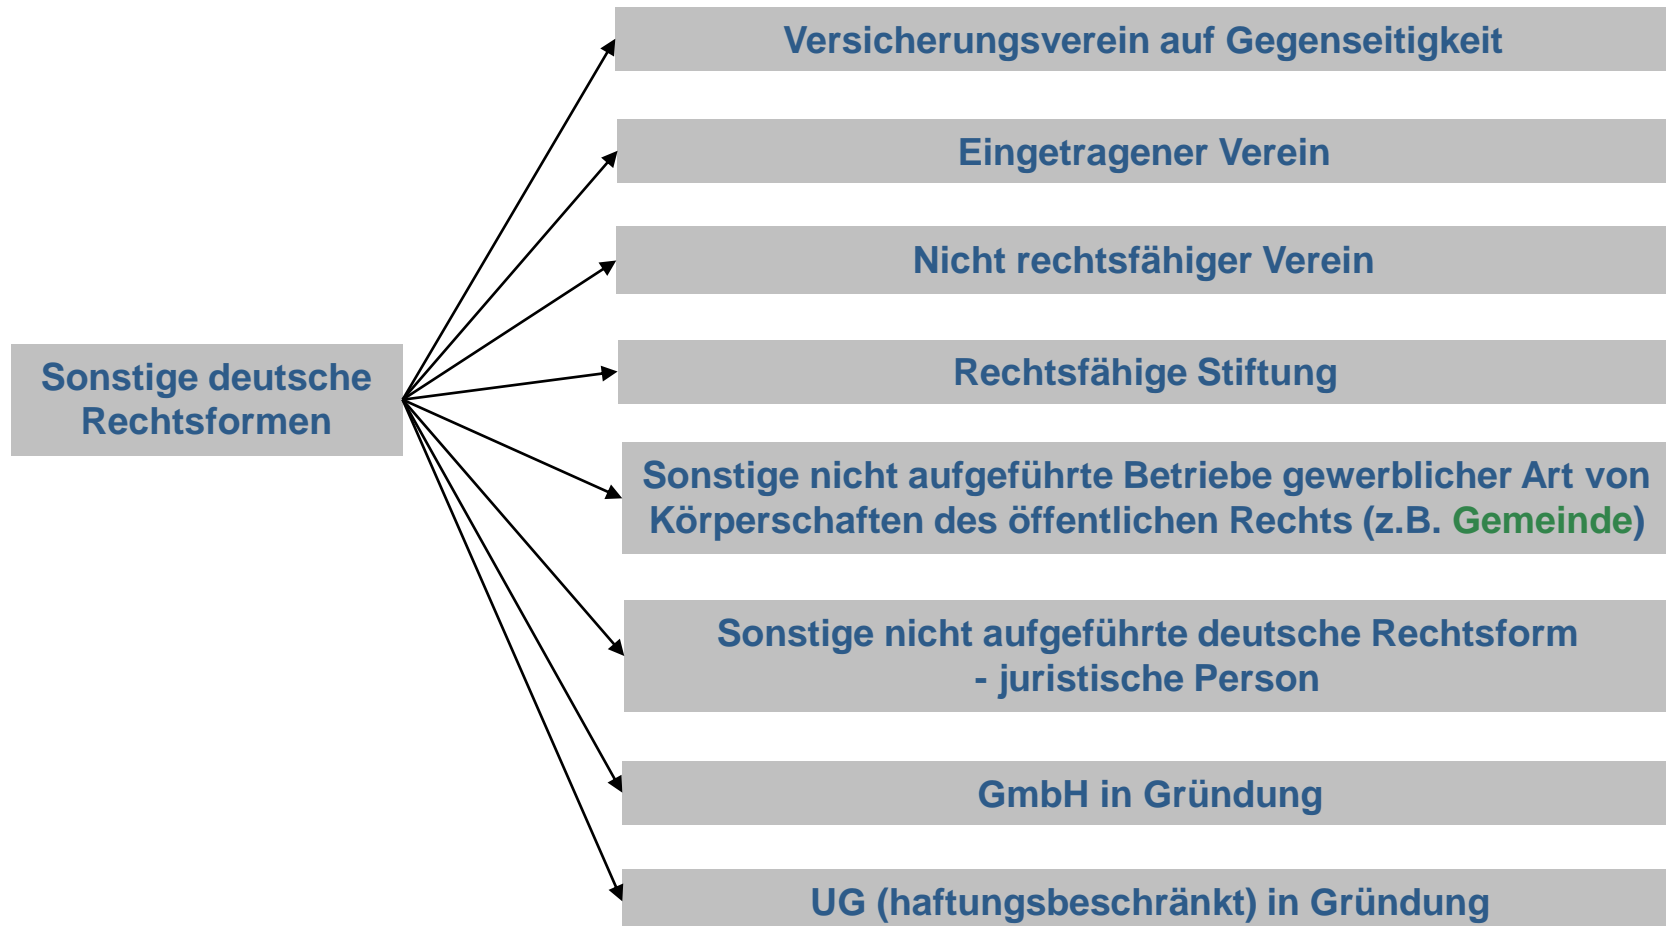 Versicherungsverein auf Gegenseitigkeit
Eingetragener Verein
Nicht rechtsfähiger Verein
Sonstige deutsche
Rechtsformen
Rechtsfähige Stiftung
Sonstige nicht aufgeführte Betriebe gewerblicher Art von
Körperschaften des öffentlichen Rechts (z.B. Gemeinde)
Sonstige nicht aufgeführte deutsche Rechtsform
- juristische Person
GmbH in Gründung
UG (haftungsbeschränkt) in Gründung